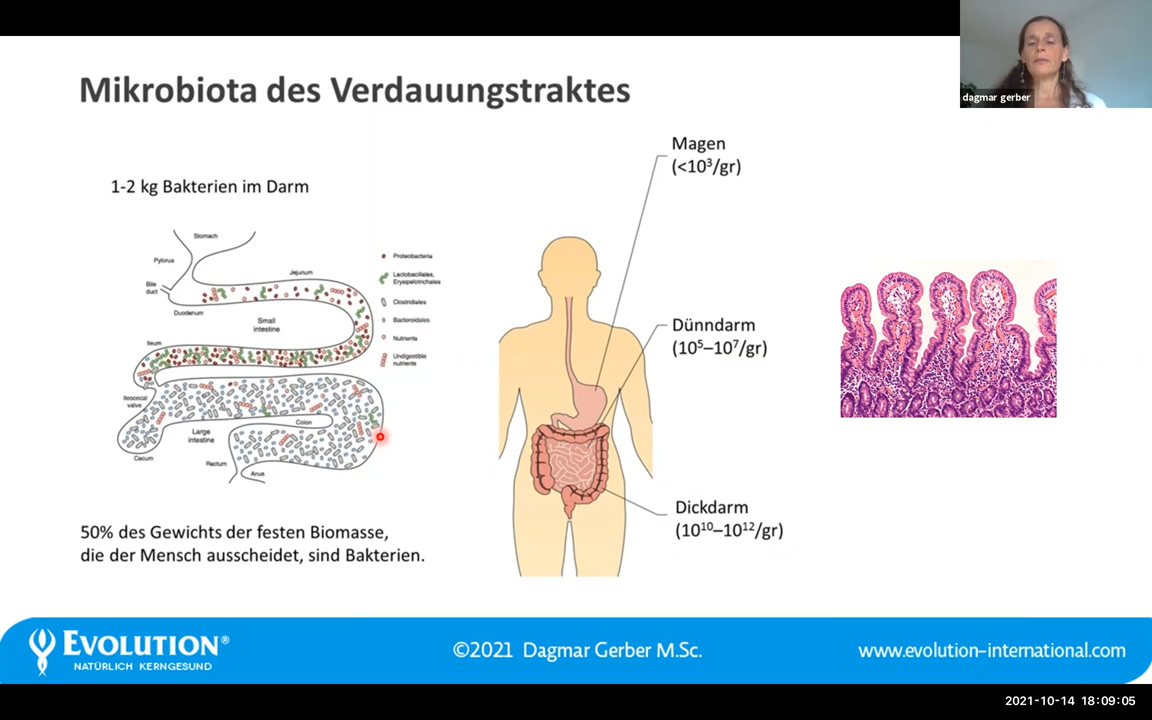 dagmar gerber
Mikrobiota des Verdauungstraktes
1-2 kg Bakterien im Darm
Stomach
Pylorus
Bile
duct
Duodenum
Jejunum
Small
intestine
Ileum
Ileocecal
valve
Cecum
Large
intestine
Colon
Rectum
Anus
Proteobacteria
Lactobacillales,
Erysipelotrichales
Clostridiales
Bacteroidales
Nutrients
Undigestible
nutrients
50% des Gewichts der festen Biomasse,
die der Mensch ausscheidet, sind Bakterien.
Magen
(<10³/gr)
Dünndarm
(10⁵–10⁷/gr)
Dickdarm
(10¹⁰–10¹²/gr)
EVOLUTION®
NATÜRLICH KERNGESUND
©2021 Dagmar Gerber M.Sc.
www.evolution-international.com
2021-10-14 18:09:05